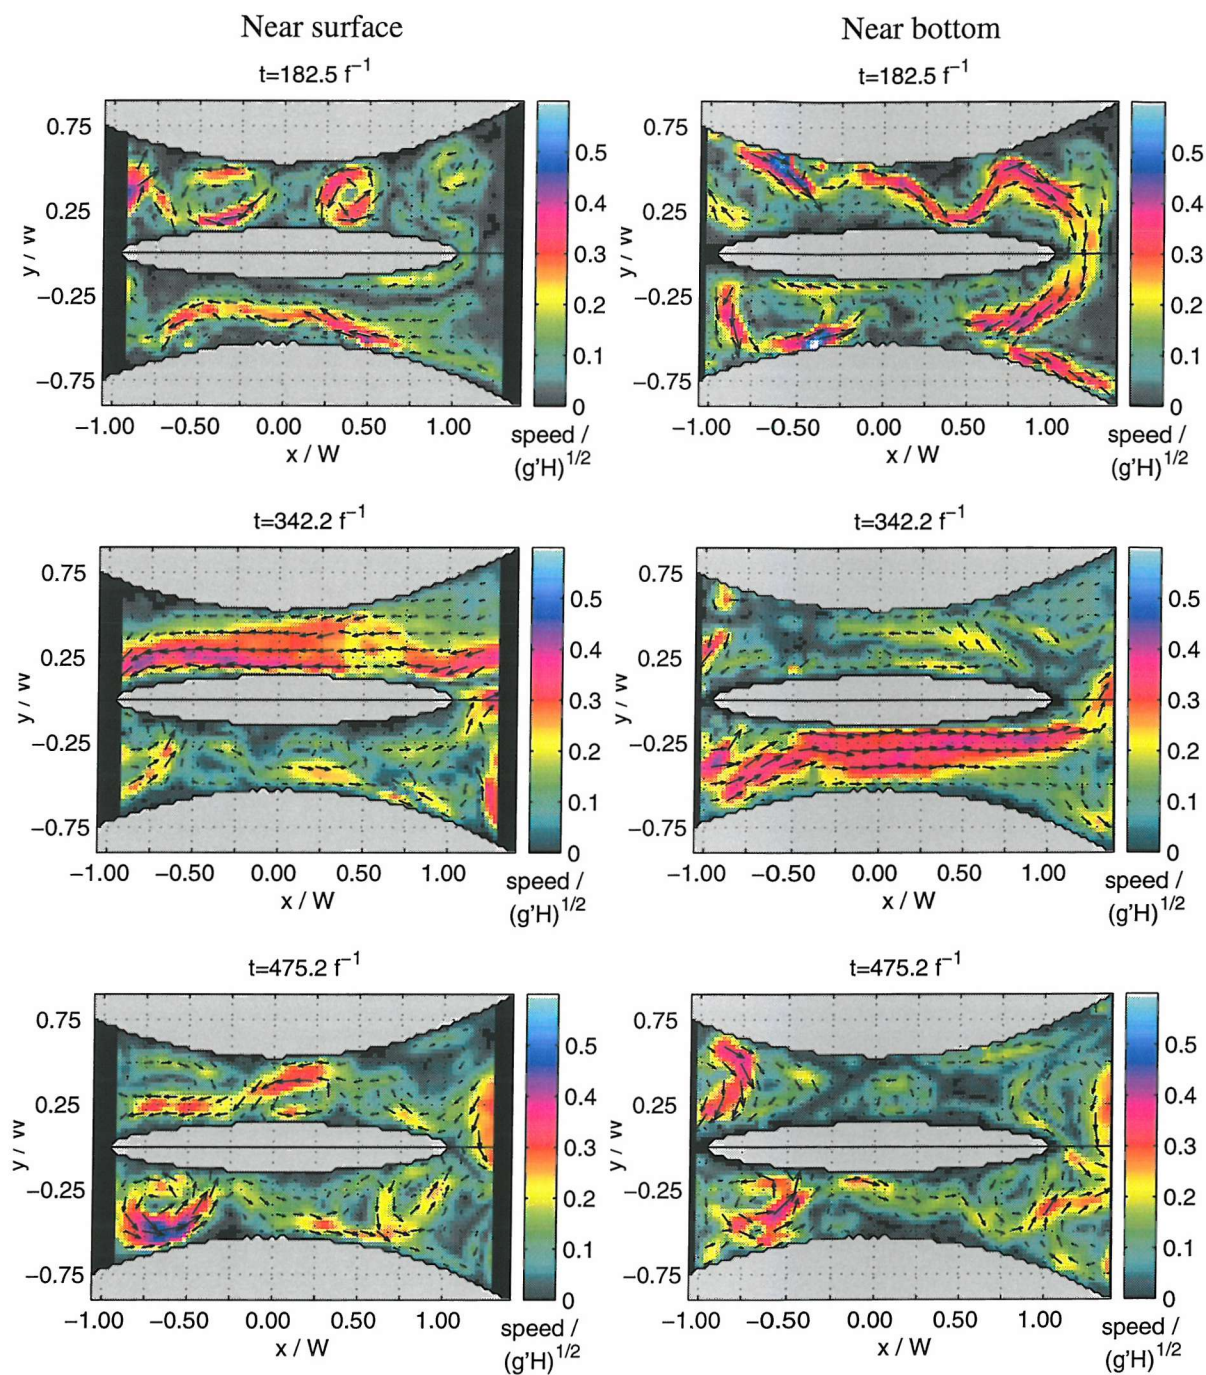 Near surface
Near bottom
t=182.5 f⁻¹
t=182.5 f⁻¹
0.75
0.25
−0.25
−0.75
y / W
−1.00 −0.50 0.00 0.50 1.00
x / W
0.5
0.4
0.3
0.2
0.1
0
speed /
(g'H)^1/2
0.75
0.25
−0.25
−0.75
y / W
−1.00 −0.50 0.00 0.50 1.00
x / W
0.5
0.4
0.3
0.2
0.1
0
speed /
(g'H)^1/2
t=342.2 f⁻¹
t=342.2 f⁻¹
0.75
0.25
−0.25
−0.75
y / W
−1.00 −0.50 0.00 0.50 1.00
x / W
0.5
0.4
0.3
0.2
0.1
0
speed /
(g'H)^1/2
0.75
0.25
−0.25
−0.75
y / W
−1.00 −0.50 0.00 0.50 1.00
x / W
0.5
0.4
0.3
0.2
0.1
0
speed /
(g'H)^1/2
t=475.2 f⁻¹
t=475.2 f⁻¹
0.75
0.25
−0.25
−0.75
y / W
−1.00 −0.50 0.00 0.50 1.00
x / W
0.5
0.4
0.3
0.2
0.1
0
speed /
(g'H)^1/2
0.75
0.25
−0.25
−0.75
y / W
−1.00 −0.50 0.00 0.50 1.00
x / W
0.5
0.4
0.3
0.2
0.1
0
speed /
(g'H)^1/2